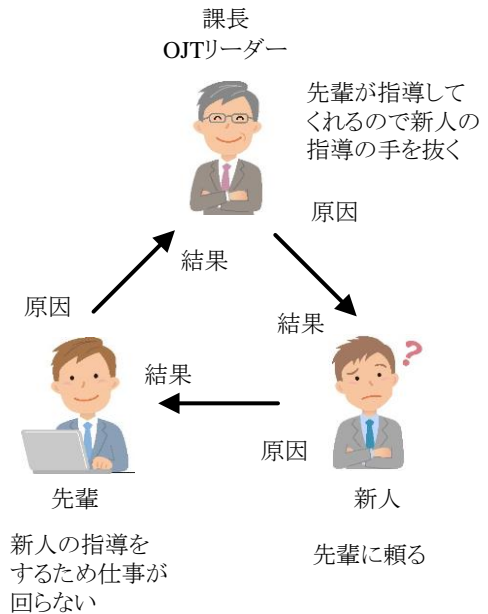 課長
OJTリーダー
先輩が指導して
くれるので新人の
指導の手を抜く
原因
結果
原因
結果
結果
原因
先輩
新人
新人の指導を
するため仕事が
回らない
先輩に頼る